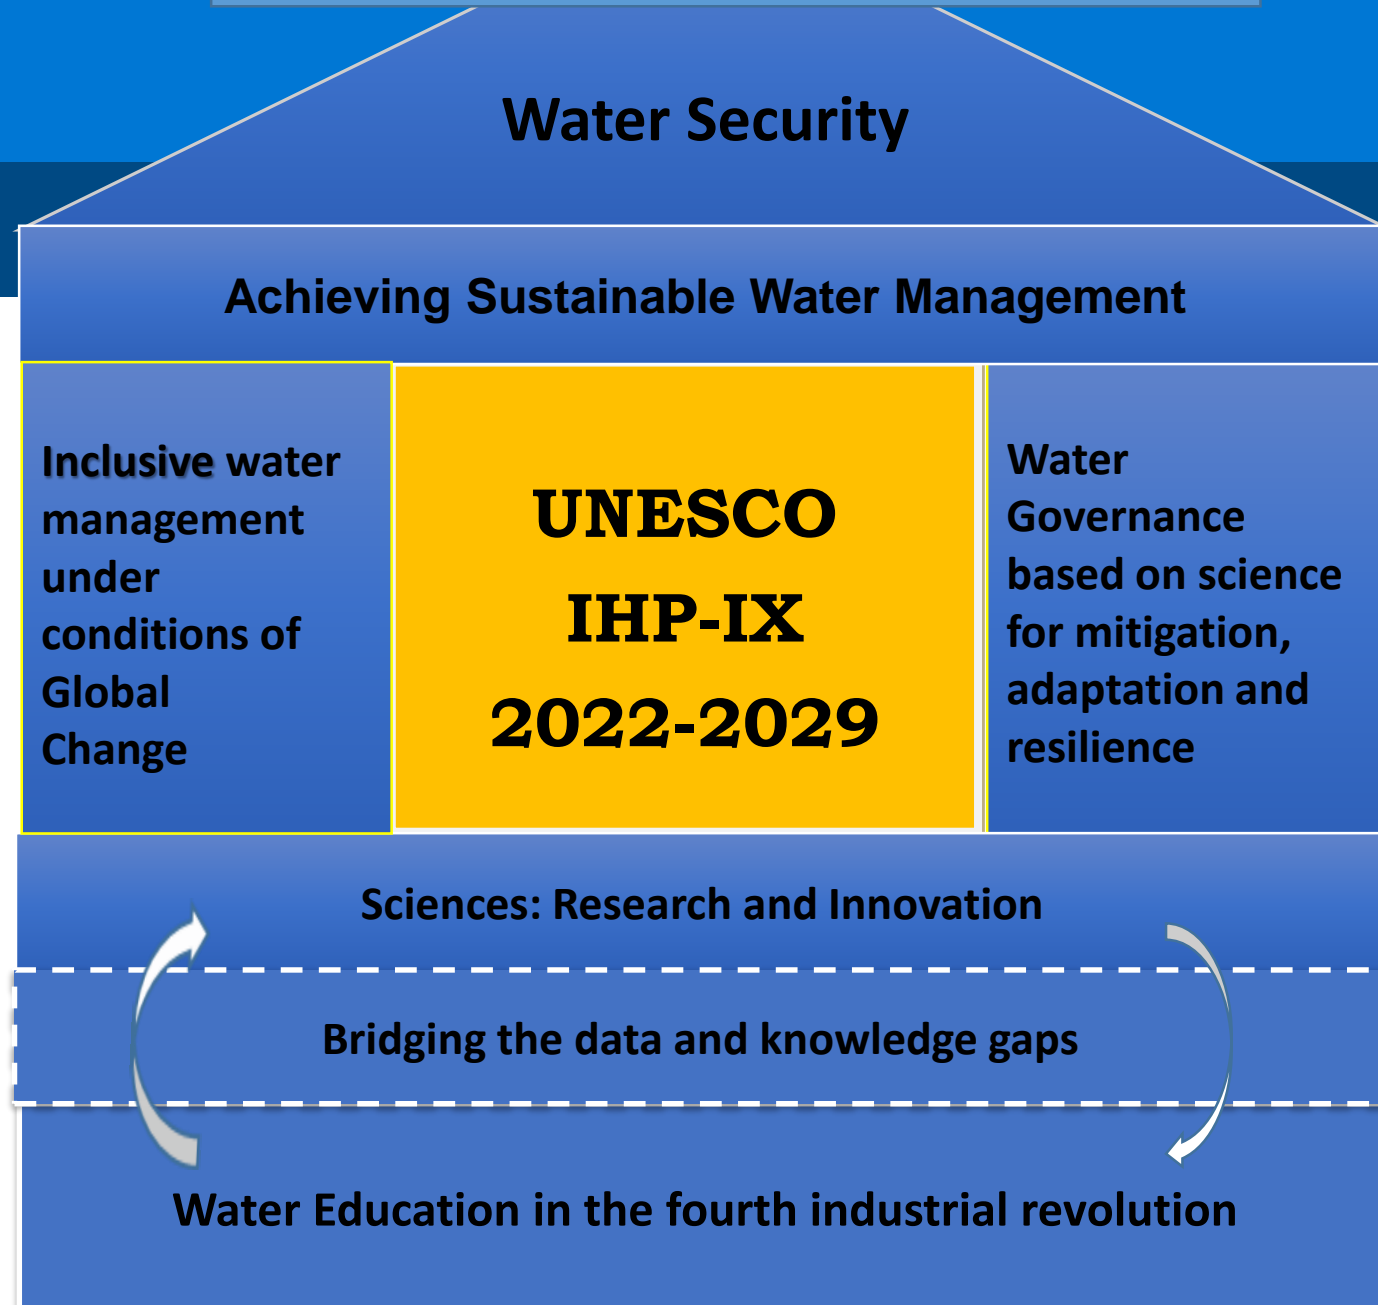 Water Security
Achieving Sustainable Water Management
Inclusive water
management
under
conditions of
Global
Change
UNESCO
IHP-IX
2022-2029
Water
Governance
based on science
for mitigation,
adaptation and
resilience
Sciences: Research and Innovation
Bridging the data and knowledge gaps
Water Education in the fourth industrial revolution